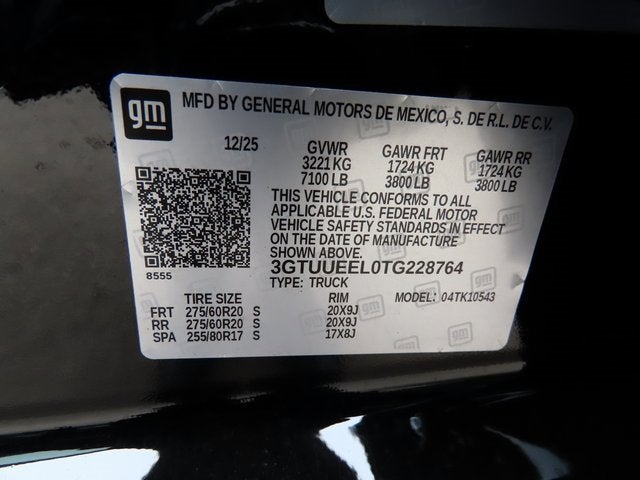 gm
MFD BY GENERAL MOTORS DE MEXICO, S. DE R.L. DE C.V.
12/25 GVWR GAWR FRT GAWR RR
3221 KG 1724 KG 1724 KG
7100 LB 3800 LB 3800 LB
THIS VEHICLE CONFORMS TO ALL
APPLICABLE U.S. FEDERAL MOTOR
VEHICLE SAFETY STANDARDS IN EFFECT
ON THE DATE OF MANUFACTURE
SHOWN ABOVE.
8555 3GTUUEEL0TG228764
TYPE: TRUCK MODEL: 04TK10543
TIRE SIZE RIM
FRT 275/60R20 S 20X9J
RR 275/60R20 S 20X9J
SPA 255/80R17 S 17X8J